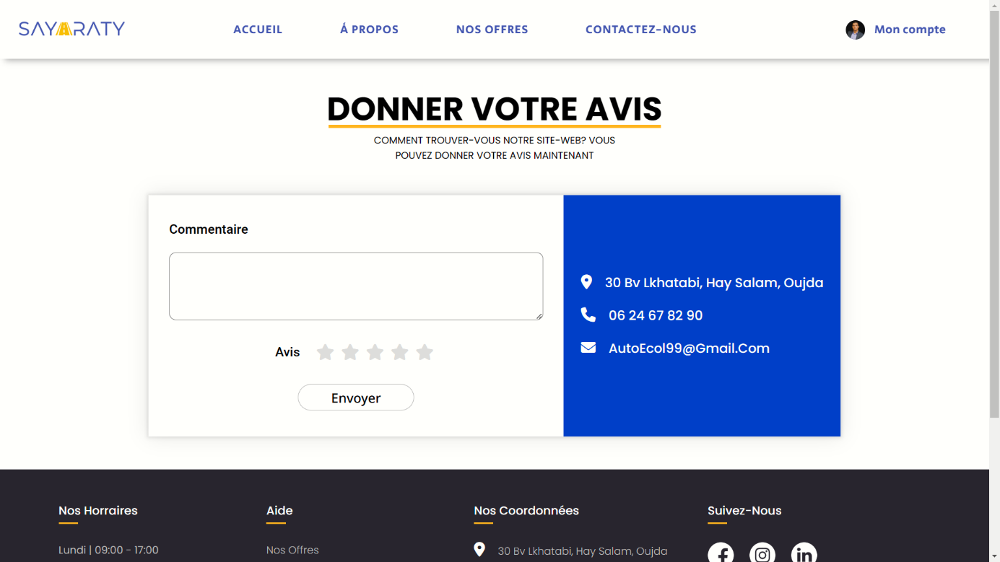 SAYARATY
ACCUEIL
Á PROPOS
NOS OFFRES
CONTACTEZ-NOUS
Mon compte
DONNER VOTRE AVIS
COMMENT TROUVER-VOUS NOTRE SITE-WEB? VOUS
POUVEZ DONNER VOTRE AVIS MAINTENANT
Commentaire
Avis
Envoyer
30 Bv Lkhatabi, Hay Salam, Oujda
06 24 67 82 90
AutoEcol99@Gmail.Com
Nos Horraires
Lundi | 09:00 - 17:00
Aide
Nos Offres
Nos Coordonnées
30 Bv Lkhatabi, Hay Salam, Oujda
Suivez-Nous